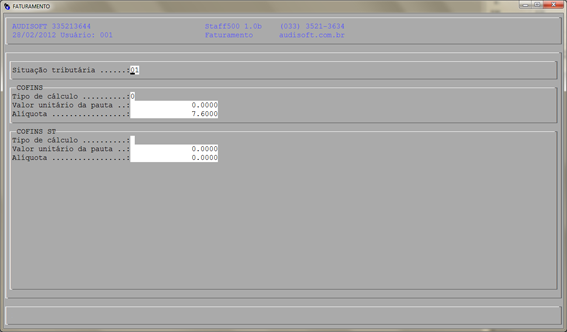 FATURAMENTO
AUDISOFT 335213644 Staff500 1.0b (033) 3521-3634
28/02/2012 Usuário: 001 Faturamento audisoft.com.br
Situação tributária ......:01
COFINS
Tipo de cálculo ..........:0
Valor unitário da pauta ..: 0.0000
Alíquota .................: 7.6000
COFINS ST
Tipo de cálculo ..........:
Valor unitário da pauta ..: 0.0000
Alíquota .................: 0.0000